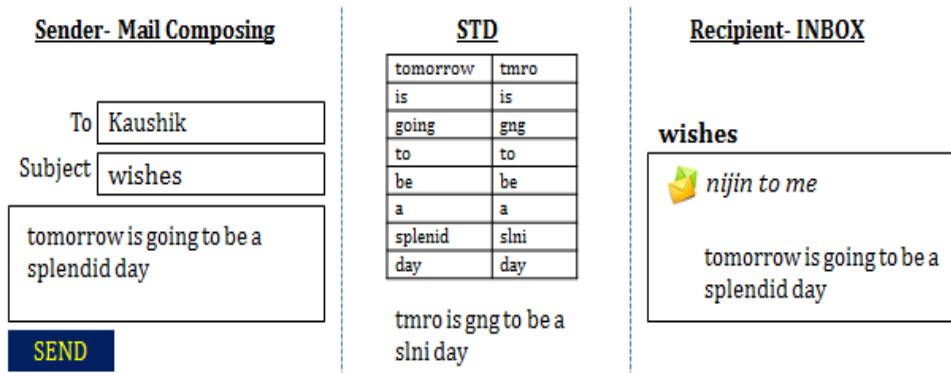 Sender- Mail Composing
To Kaushik
Subject wishes
tomorrow is going to be a
splendid day
SEND
STD
tomorrow tmro
is is
going gng
to to
be be
a a
splenid slni
day day
tmro is gng to be a
slni day
Recipient- INBOX
wishes
nijin to me
tomorrow is going to be a
splendid day